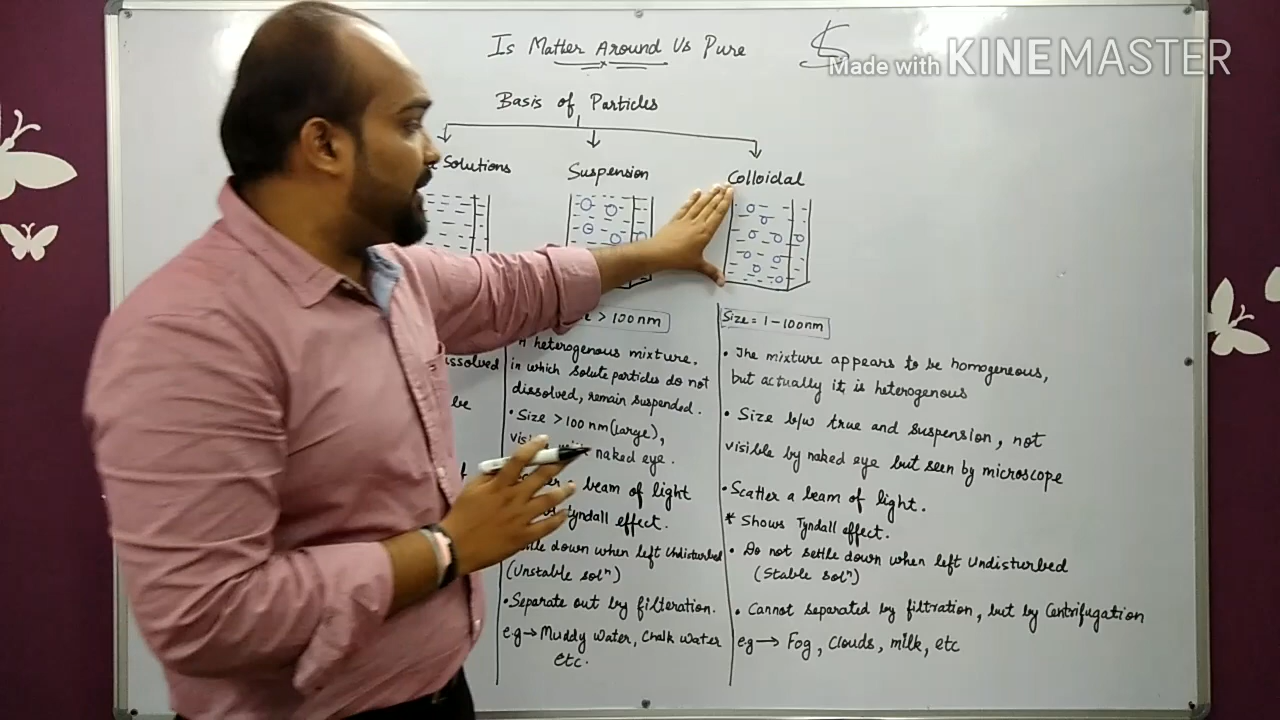 Is Matter Around Us Pure
Made with KINEMASTER
Basis of Particles
Solutions
Suspension
Colloidal
> 100 nm
Size = 1 - 100nm
heterogenous mixture.
in which solute particles do not
dissolved, remain suspended.
• Size > 100 nm (large),
naked eye.
a beam of light
Tyndall effect.
down when left Undisturbed
(Unstable solⁿ)
• Separate out by filteration.
e.g → Muddy water, Chalk water
etc.
be
• The mixture appears to be homogeneous,
but actually it is heterogenous
• Size b/w true and suspension, not
visible by naked eye but seen by microscope
• Scatter a beam of light.
* Shows Tyndall effect.
• Do not settle down when left Undisturbed
(Stable solⁿ)
• Cannot separated by filtration, but by Centrifugation
eg → Fog, Clouds, milk, etc